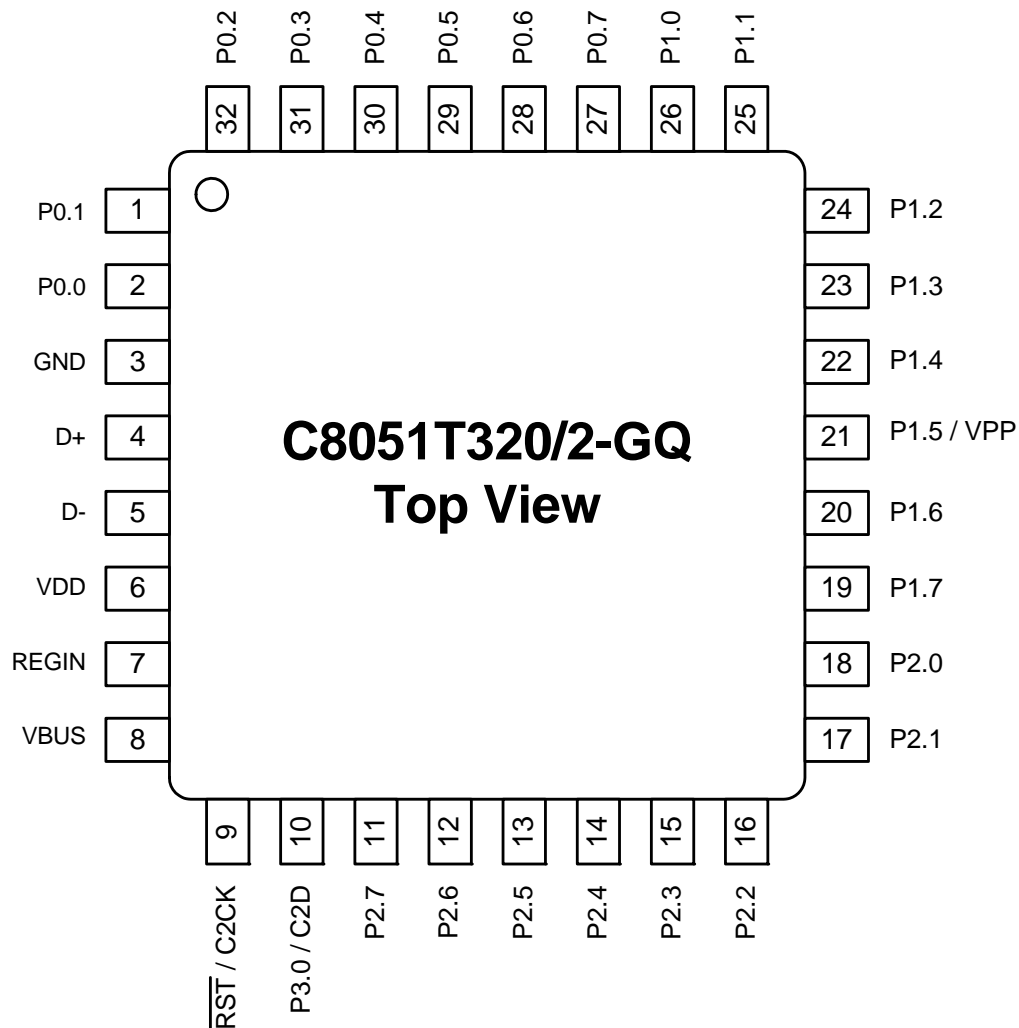 P0.2 P0.3 P0.4 P0.5 P0.6 P0.7 P1.0 P1.1
32 31 30 29 28 27 26 25
P0.1 1 24 P1.2
P0.0 2 23 P1.3
GND 3 22 P1.4
D+ 4 21 P1.5 / VPP
C8051T320/2-GQ
Top View
D- 5 20 P1.6
VDD 6 19 P1.7
REGIN 7 18 P2.0
VBUS 8 17 P2.1
9 10 11 12 13 14 15 16
R̅S̅T̅ / C2CK P3.0 / C2D P2.7 P2.6 P2.5 P2.4 P2.3 P2.2